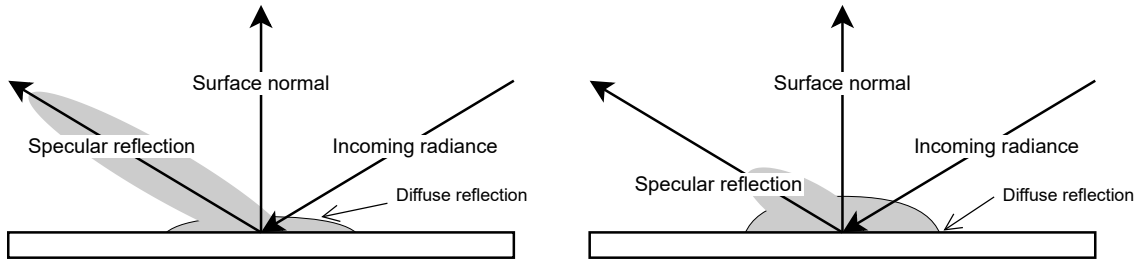 Surface normal
Specular reflection
Incoming radiance
Diffuse reflection
Surface normal
Incoming radiance
Specular reflection
Diffuse reflection